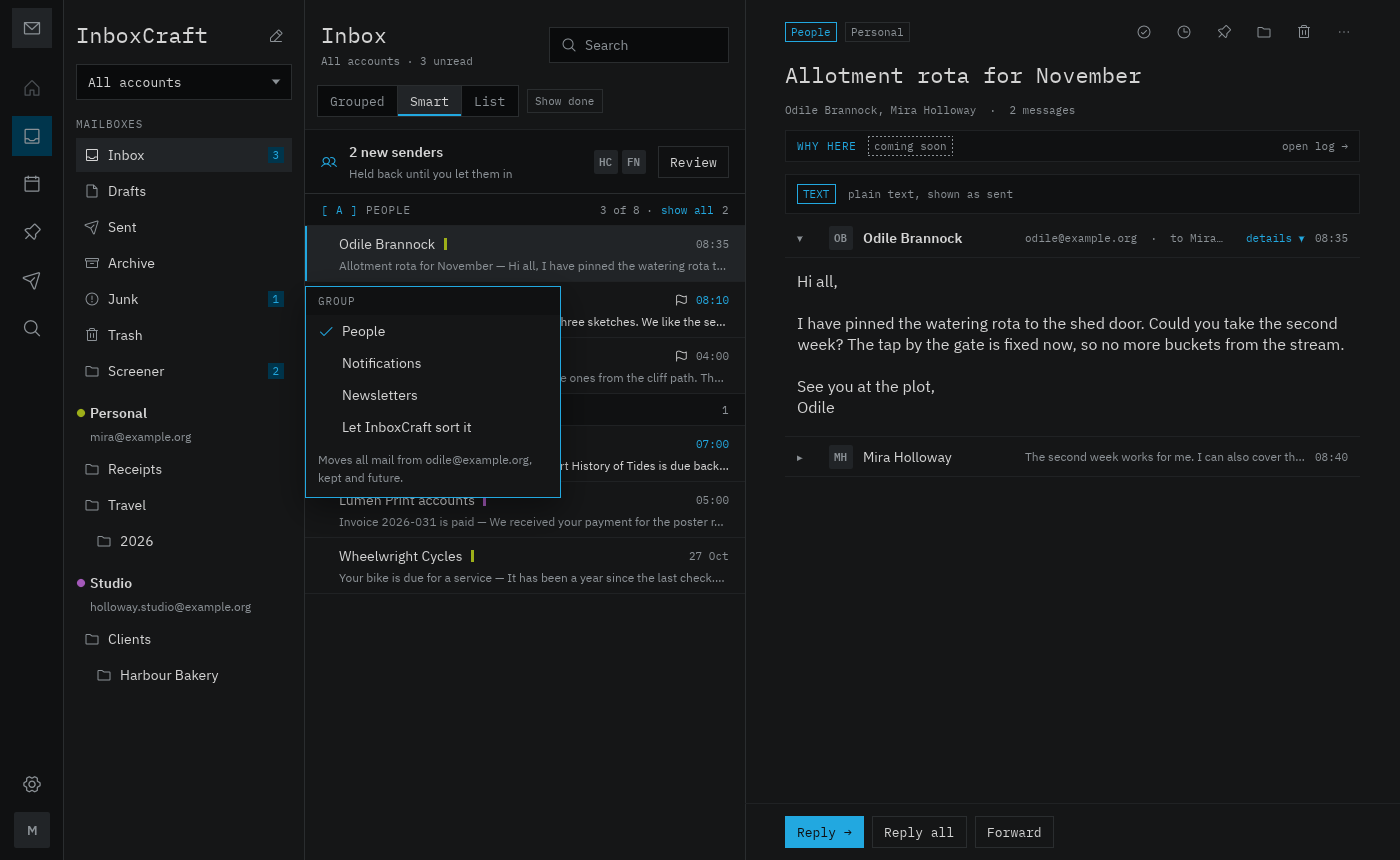 InboxCraft
All accounts
MAILBOXES
Inbox 3
Drafts
Sent
Archive
Junk 1
Trash
Screener 2
Personal
mira@example.org
Receipts
Travel
2026
Studio
holloway.studio@example.org
Clients
Harbour Bakery
M
Inbox
All accounts · 3 unread
Search
Grouped Smart List Show done
2 new senders
Held back until you let them in
HC FN Review
[ A ] PEOPLE 3 of 8 · show all 2
Odile Brannock 08:35
Allotment rota for November — Hi all, I have pinned the watering rota t…
08:10
hree sketches. We like the se…
04:00
e ones from the cliff path. Th…
1
07:00
rt History of Tides is due back…
GROUP
People
Notifications
Newsletters
Let InboxCraft sort it
Moves all mail from odile@example.org,
kept and future.
Lumen Print accounts 05:00
Invoice 2026-031 is paid — We received your payment for the poster r…
Wheelwright Cycles 27 Oct
Your bike is due for a service — It has been a year since the last check.…
People Personal
Allotment rota for November
Odile Brannock, Mira Holloway · 2 messages
WHY HERE coming soon open log →
TEXT plain text, shown as sent
▾ OB Odile Brannock odile@example.org · to Mira… details ▾ 08:35
Hi all,
I have pinned the watering rota to the shed door. Could you take the second
week? The tap by the gate is fixed now, so no more buckets from the stream.
See you at the plot,
Odile
▸ MH Mira Holloway The second week works for me. I can also cover th… 08:40
Reply → Reply all Forward